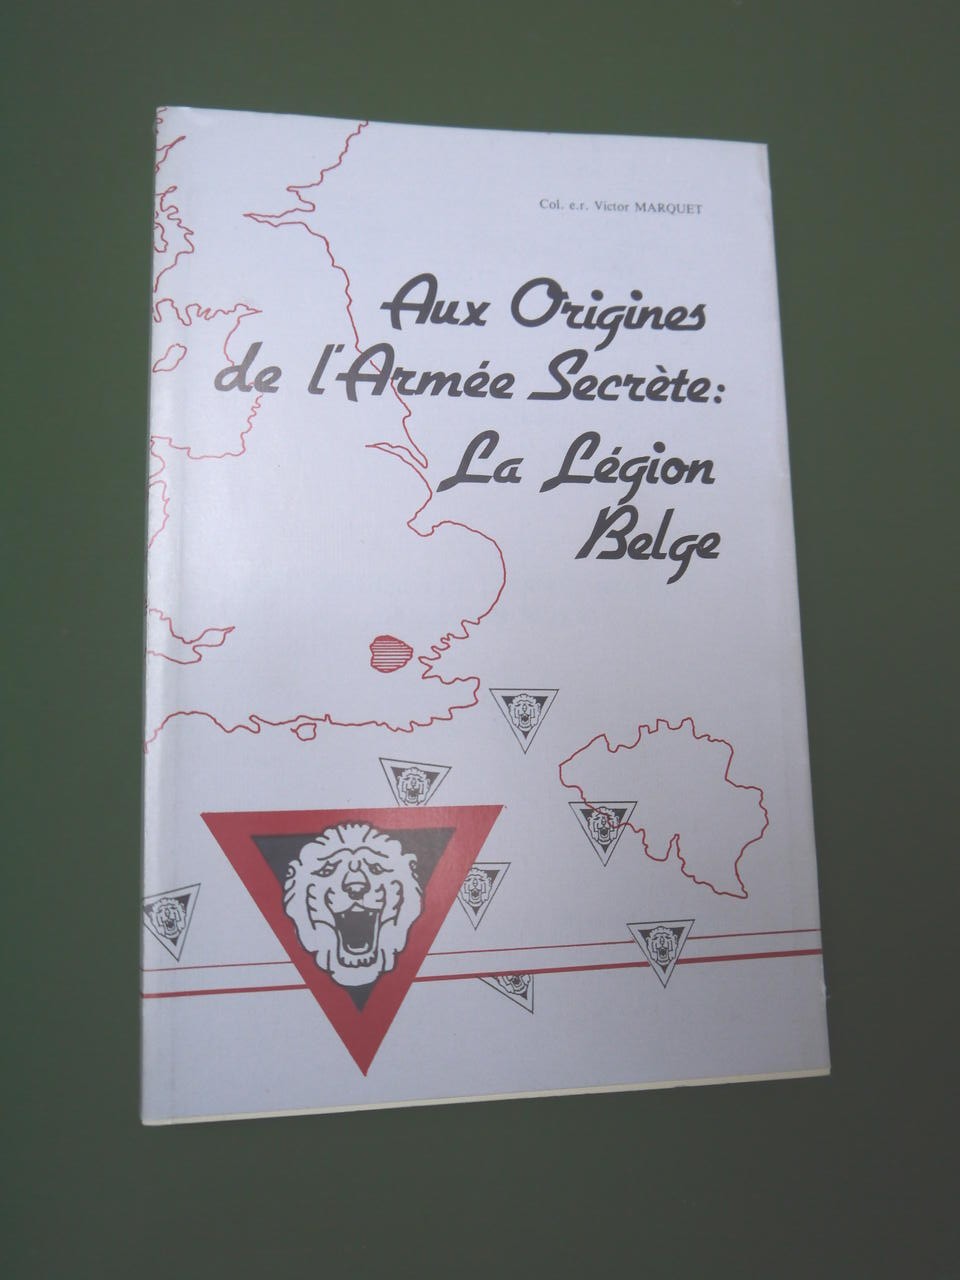 Col. e.r. Victor MARQUET
Aux Origines
de l'Armée Secrète:
La Légion
Belge